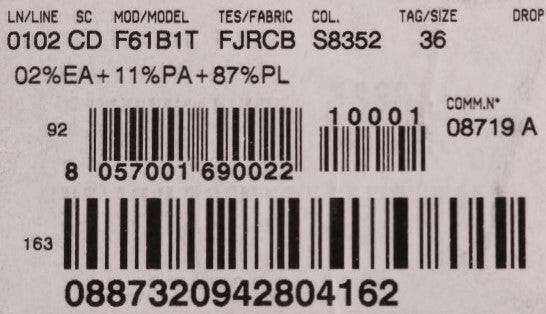 LN/LINE SC MOD/MODEL TES/FABRIC COL. TAG/SIZE DROP
0102 CD F61B1T FJRCB S8352 36
02%EA+11%PA+87%PL
COMM.N°
08719 A
10001
92
8 057001 690022
163
0887320942804162